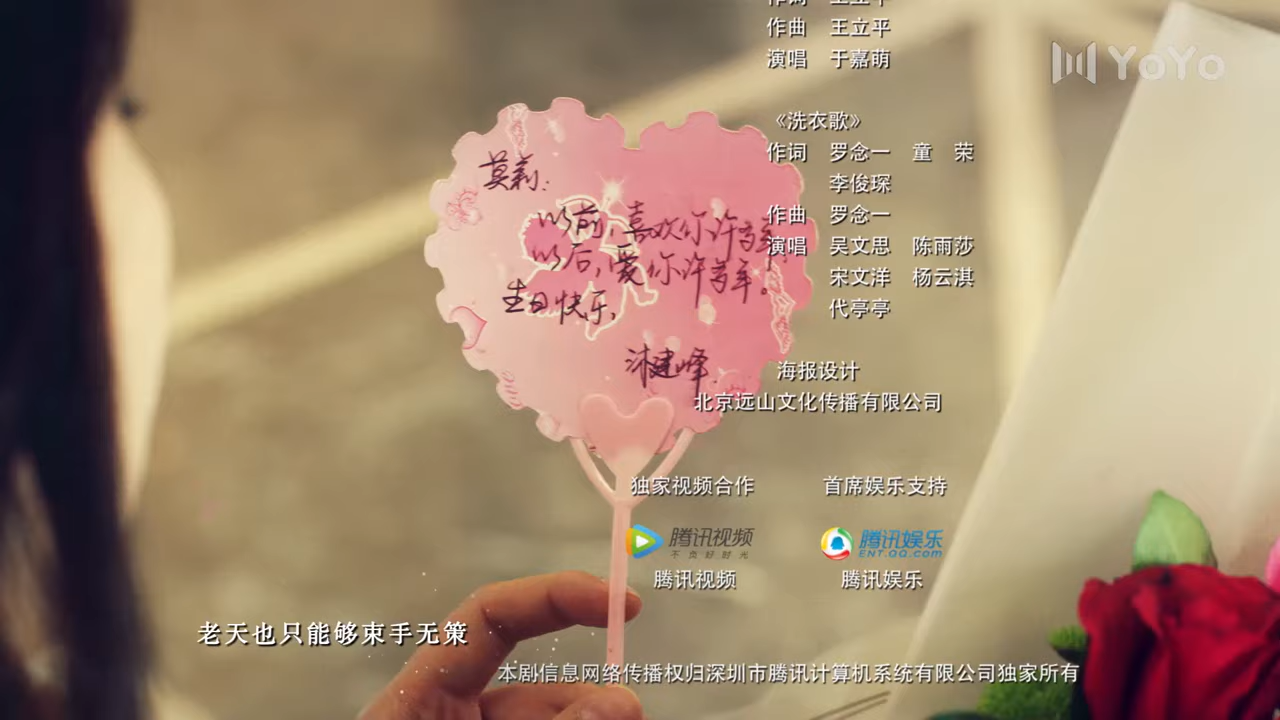 作曲 王立平
演唱 于嘉萌
YoYo
《洗衣歌》
作词 罗念一 童 荣
李俊琛
作曲 罗念一
演唱 吴文思 陈雨莎
宋文洋 杨云淇
代亭亭
海报设计
北京远山文化传播有限公司
莫莉:
以前,喜欢你许多年
以后,爱你许多年。
生日快乐,
沐建峰
独家视频合作 首席娱乐支持
腾讯视频 腾讯娱乐
不负好时光 ENT.QQ.COM
腾讯视频 腾讯娱乐
老天也只能够束手无策
本剧信息网络传播权归深圳市腾讯计算机系统有限公司独家所有